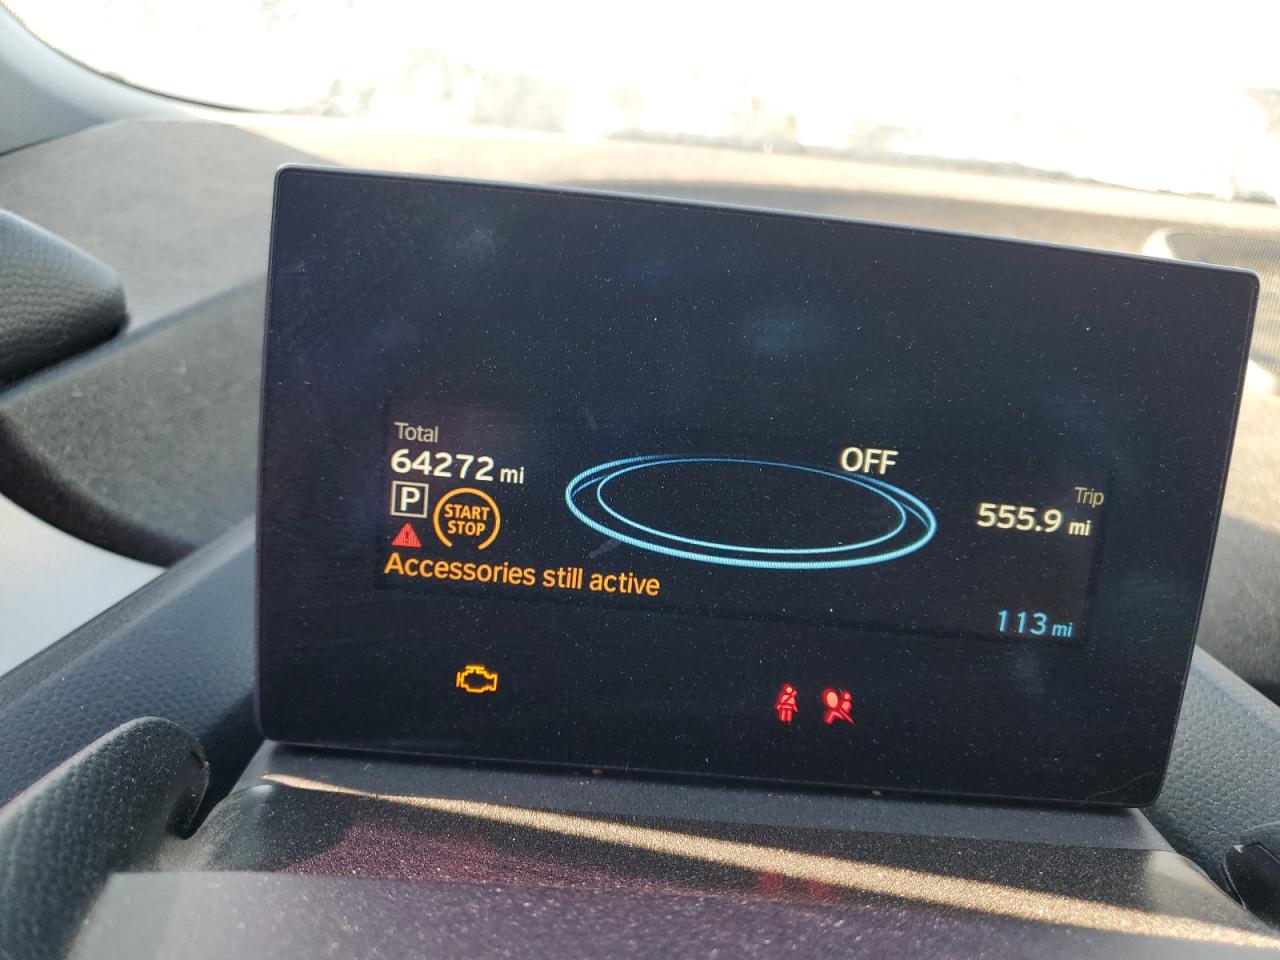 Total
64272 mi
P
START
STOP
Accessories still active
OFF
Trip
555.9 mi
113 mi